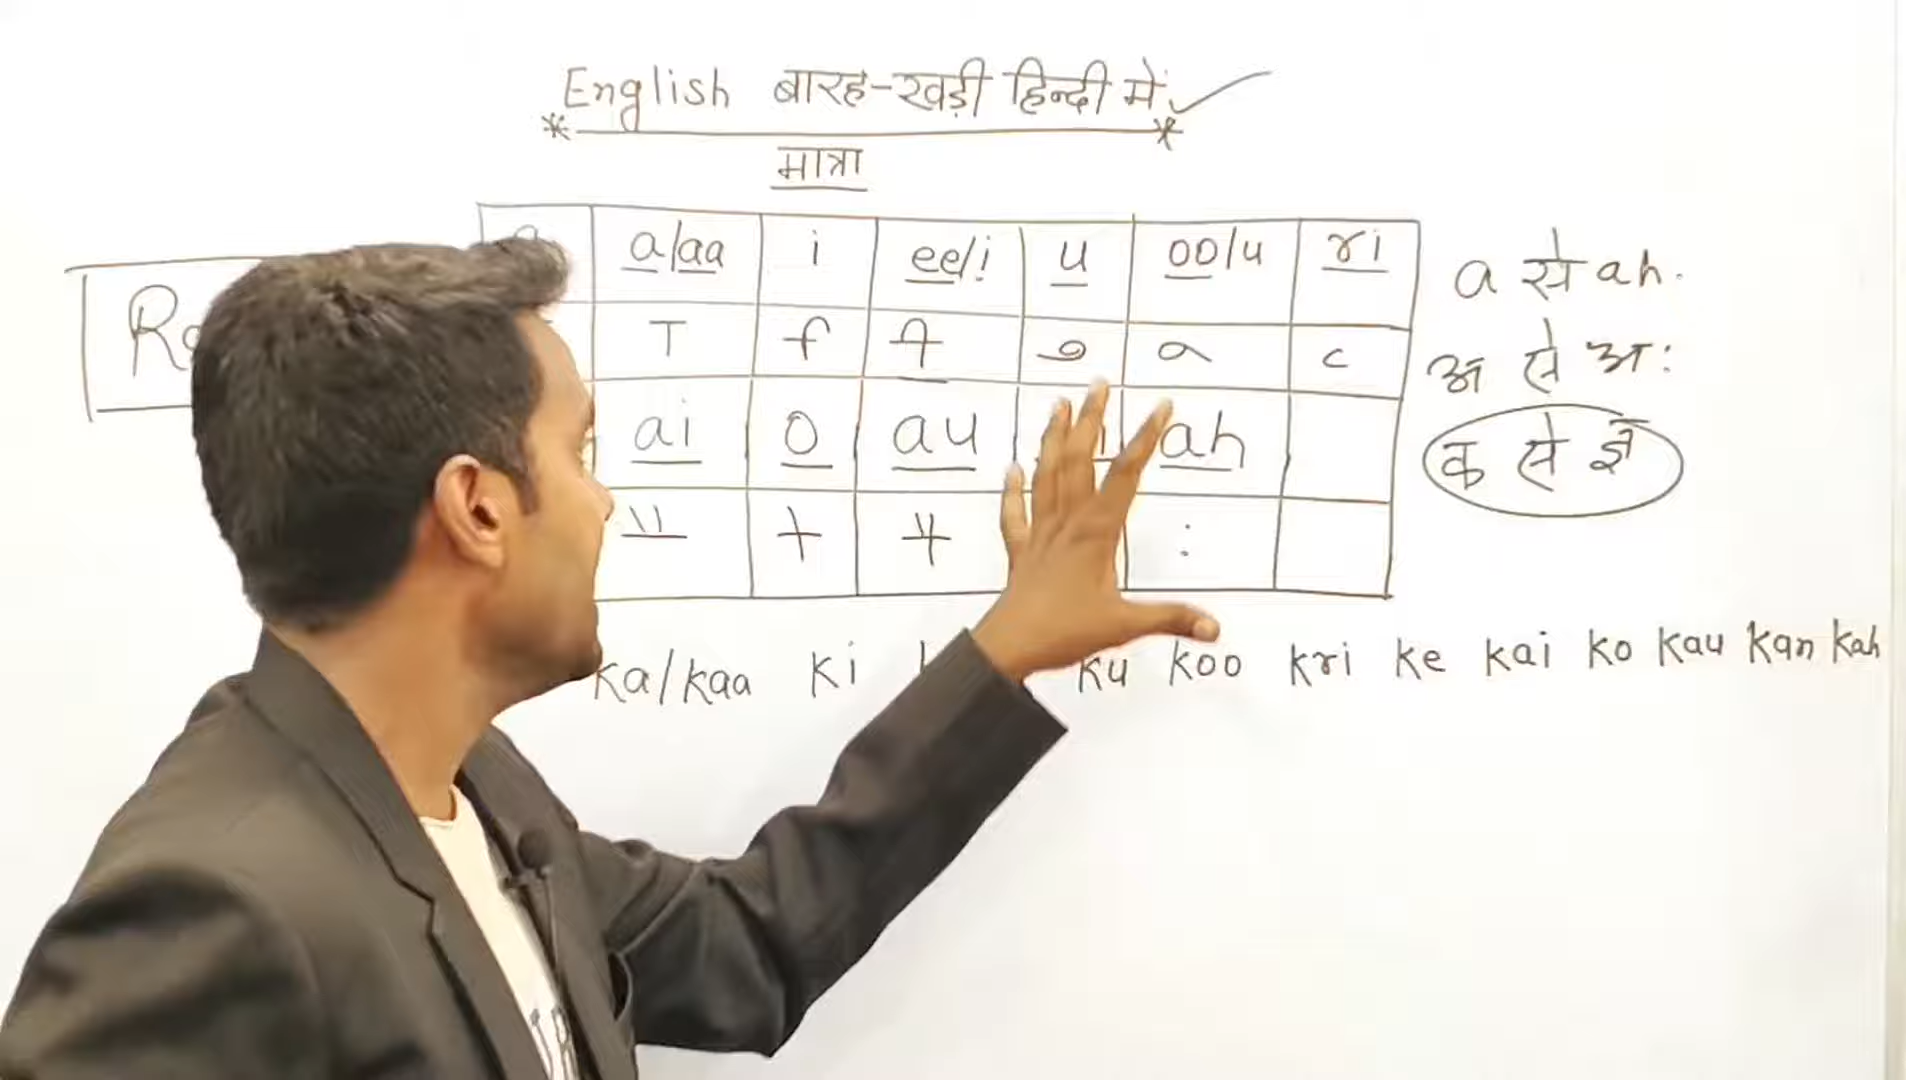 English बारह-खड़ी हिन्दी में
मात्रा
a/aa i ee/i u oo/u ri
ा ि ी ु ू ृ
ai o au ah
ै ो ौ :
a से ah.
अ से अ:
क से ज्ञ
ka/kaa ki ku koo kri ke kai ko kau kan kah